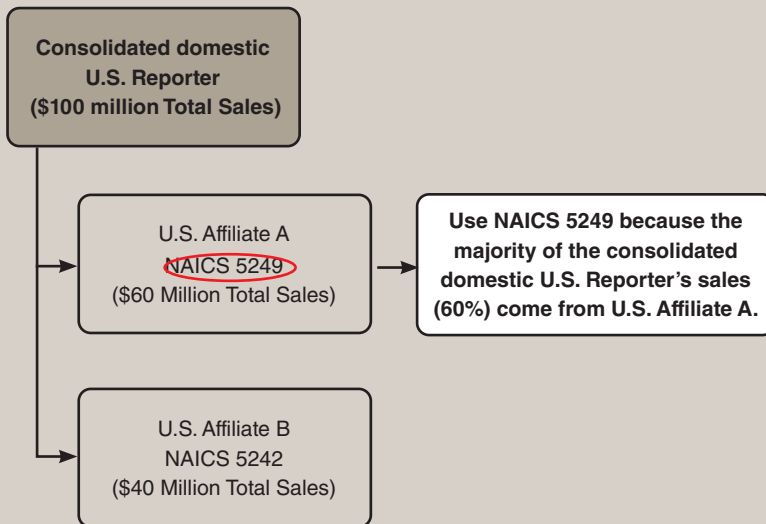 Consolidated domestic
U.S. Reporter
($100 million Total Sales)
U.S. Affiliate A
NAICS 5249
($60 Million Total Sales)
Use NAICS 5249 because the
majority of the consolidated
domestic U.S. Reporter's sales
(60%) come from U.S. Affiliate A.
U.S. Affiliate B
NAICS 5242
($40 Million Total Sales)